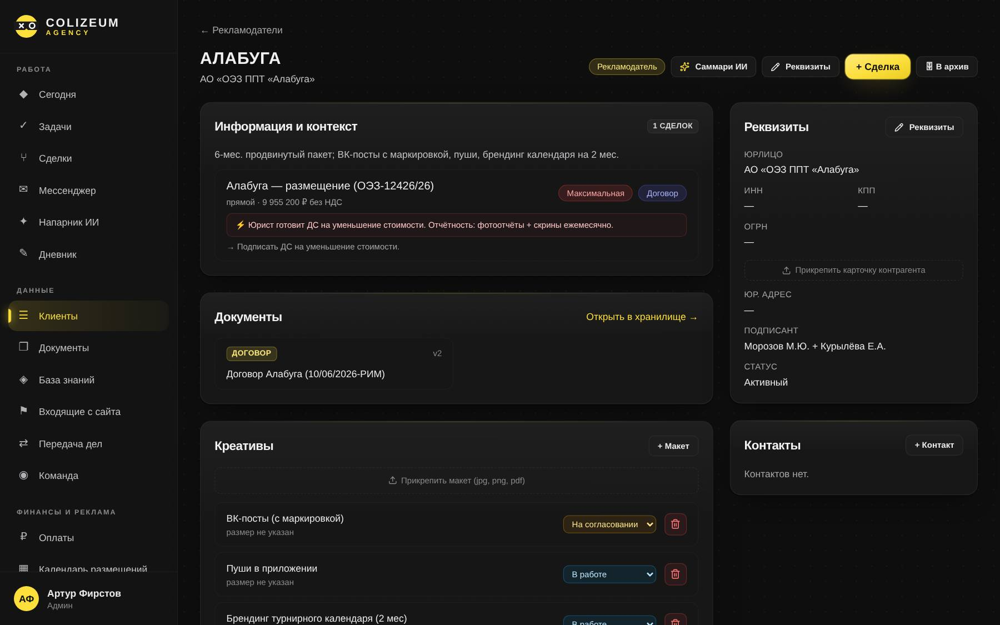 COLIZEUM
AGENCY
РАБОТА
Сегодня
Задачи
Сделки
Мессенджер
Напарник ИИ
Дневник
ДАННЫЕ
Клиенты
Документы
База знаний
Входящие с сайта
Передача дел
Команда
ФИНАНСЫ И РЕКЛАМА
Оплаты
Календарь размещений
АФ
Артур Фирстов
Админ
← Рекламодатели
АЛАБУГА
АО «ОЭЗ ППТ «Алабуга»
Рекламодатель
Саммари ИИ
Реквизиты
+ Сделка
В архив
Информация и контекст
1 СДЕЛОК
6-мес. продвинутый пакет; ВК-посты с маркировкой, пуши, брендинг календаря на 2 мес.
Алабуга — размещение (ОЭЗ-12426/26)
прямой · 9 955 200 ₽ без НДС
Максимальная
Договор
⚡ Юрист готовит ДС на уменьшение стоимости. Отчётность: фотоотчёты + скрины ежемесячно.
→ Подписать ДС на уменьшение стоимости.
Документы
Открыть в хранилище →
ДОГОВОР
v2
Договор Алабуга (10/06/2026-РИМ)
Креативы
+ Макет
Прикрепить макет (jpg, png, pdf)
ВК-посты (с маркировкой)
размер не указан
На согласовании
Пуши в приложении
размер не указан
В работе
Брендинг турнирного календаря (2 мес)
В работе
Реквизиты
Реквизиты
ЮРЛИЦО
АО «ОЭЗ ППТ «Алабуга»
ИНН
КПП
—
—
ОГРН
—
Прикрепить карточку контрагента
ЮР. АДРЕС
—
ПОДПИСАНТ
Морозов М.Ю. + Курылёва Е.А.
СТАТУС
Активный
Контакты
+ Контакт
Контактов нет.